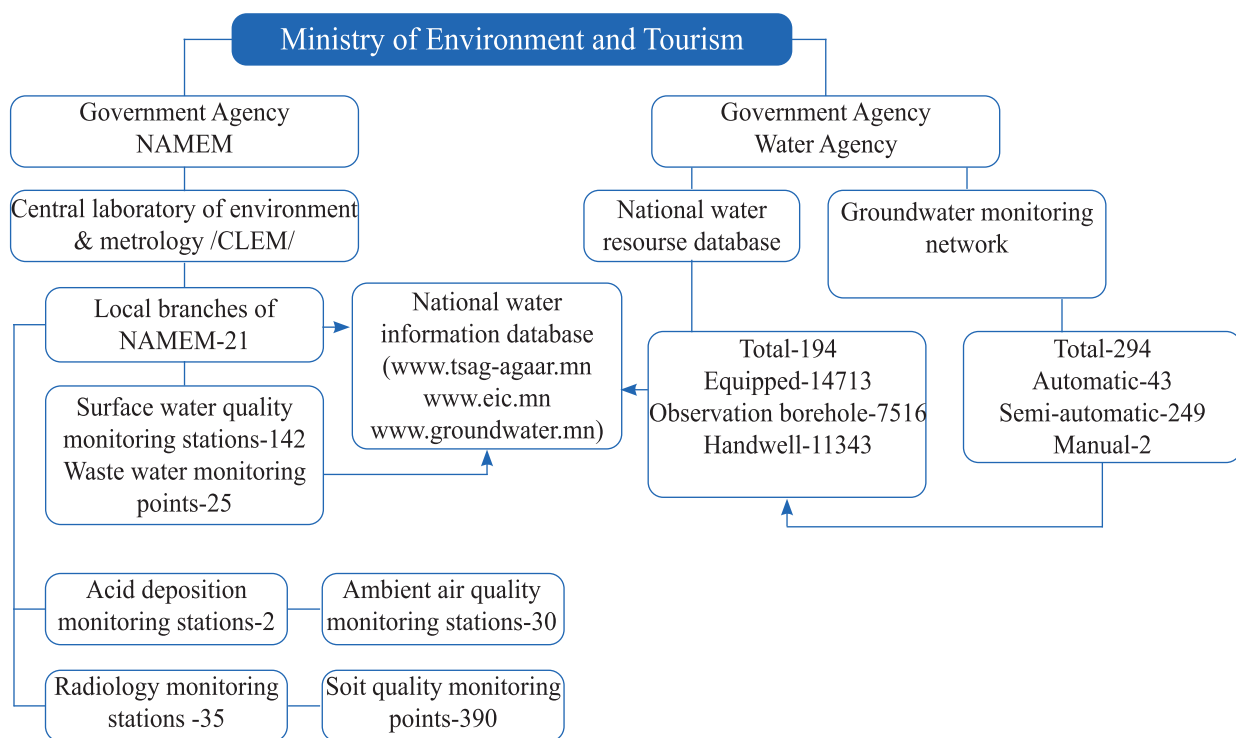 Ministry of Environment and Tourism
Government Agency
NAMEM
Central laboratory of environment
& metrology /CLEM/
Local branches of
NAMEM-21
Surface water quality
monitoring stations-142
Waste water monitoring
points-25
Acid deposition
monitoring stations-2
Ambient air quality
monitoring stations-30
Radiology monitoring
stations -35
Soit quality monitoring
points-390
National water
information database
(www.tsag-agaar.mn
www.eic.mn
www.groundwater.mn)
Government Agency
Water Agency
National water
resourse database
Groundwater monitoring
network
Total-194
Equipped-14713
Observation borehole-7516
Handwell-11343
Total-294
Automatic-43
Semi-automatic-249
Manual-2